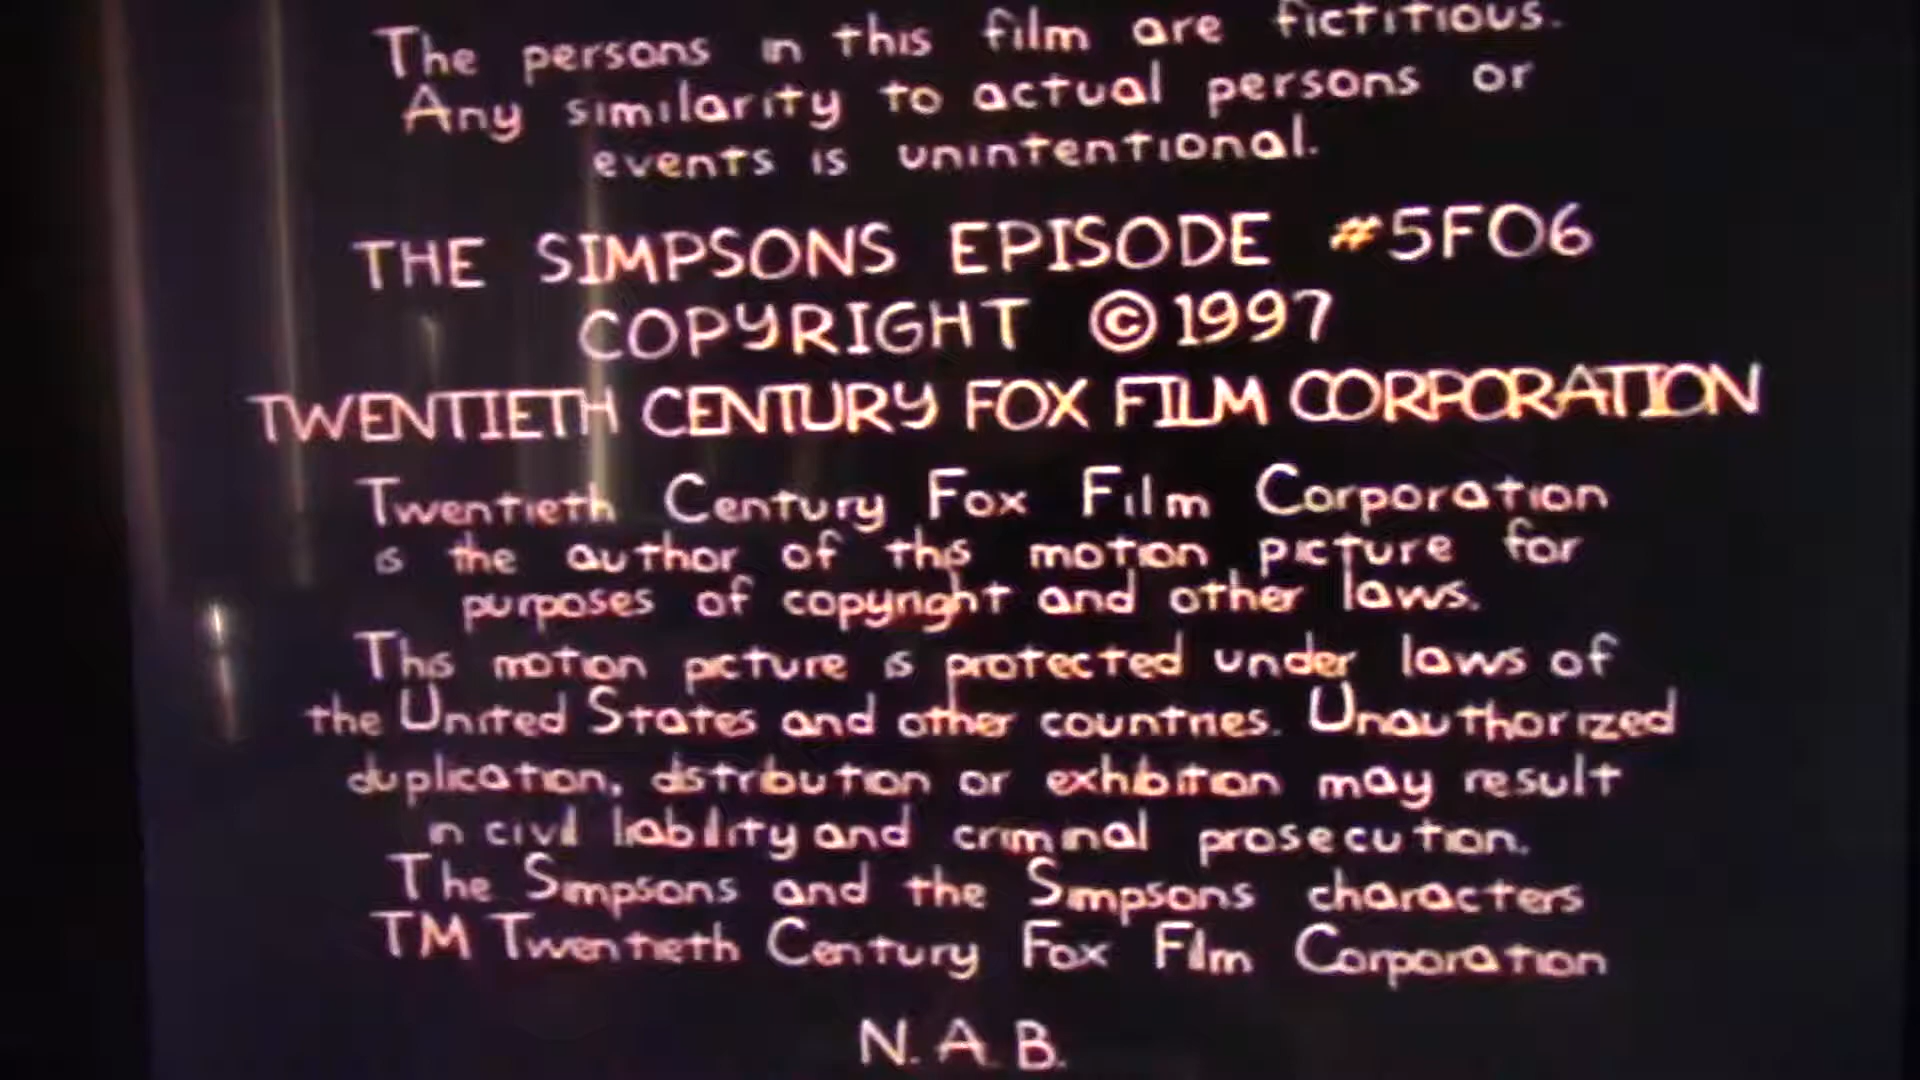 The persons in this film are fictitious.
Any similarity to actual persons or
events is unintentional.
THE SIMPSONS EPISODE #5F06
COPYRIGHT ©1997
TWENTIETH CENTURY FOX FILM CORPORATION
Twentieth Century Fox Film Corporation
is the author of this motion picture for
purposes of copyright and other laws.
This motion picture is protected under laws of
the United States and other countries. Unauthorized
duplication, distribution or exhibition may result
in civil liability and criminal prosecution.
The Simpsons and the Simpsons characters
TM Twentieth Century Fox Film Corporation
N.A.B.